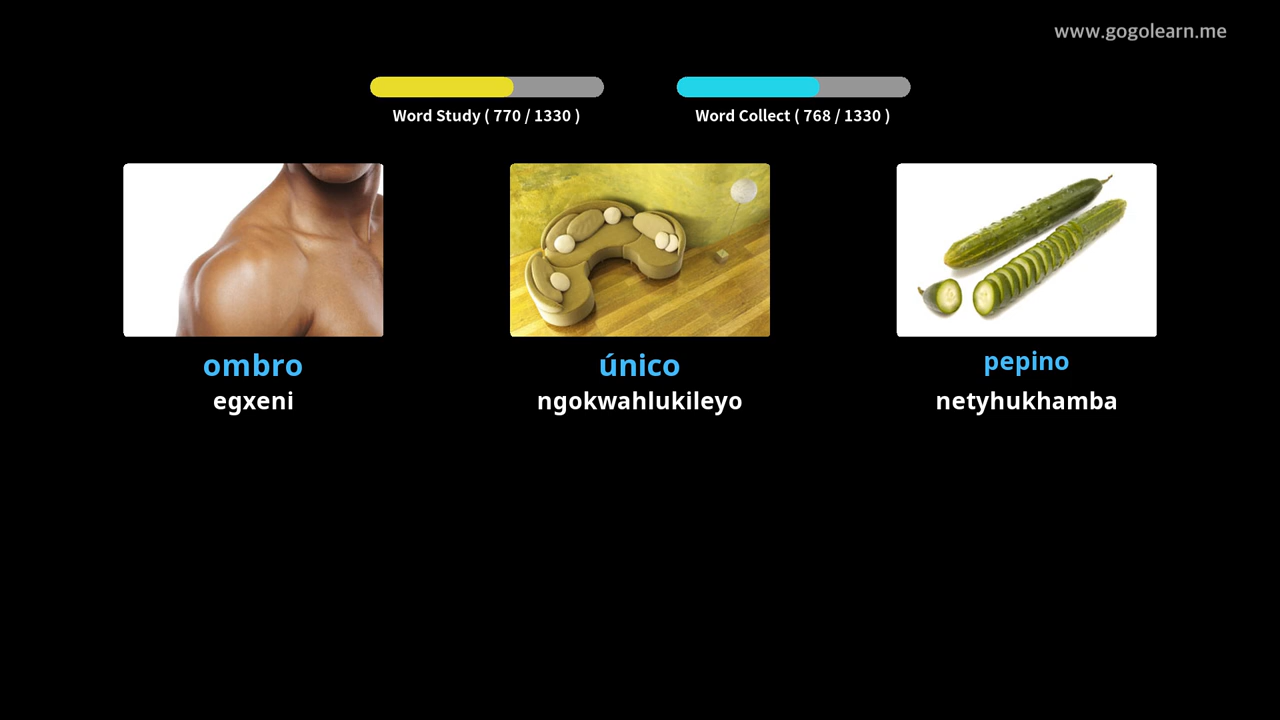 www.gogolearn.me
Word Study ( 770 / 1330 )
Word Collect ( 768 / 1330 )
ombro
único
pepino
egxeni
ngokwahlukileyo
netyhukhamba